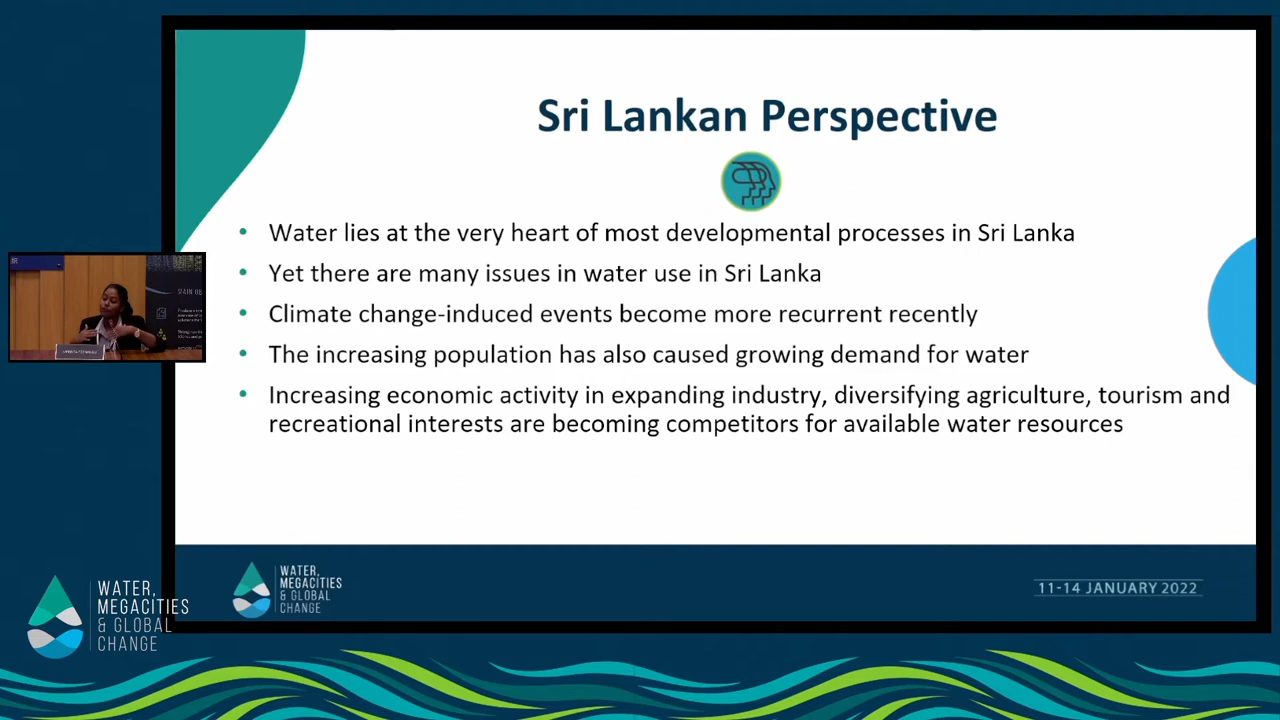 Sri Lankan Perspective
• Water lies at the very heart of most developmental processes in Sri Lanka
• Yet there are many issues in water use in Sri Lanka
• Climate change-induced events become more recurrent recently
• The increasing population has also caused growing demand for water
• Increasing economic activity in expanding industry, diversifying agriculture, tourism and
recreational interests are becoming competitors for available water resources
MAIN
WATER,
MEGACITIES
& GLOBAL
CHANGE
11-14 JANUARY 2022
WATER,
MEGACITIES
& GLOBAL
CHANGE